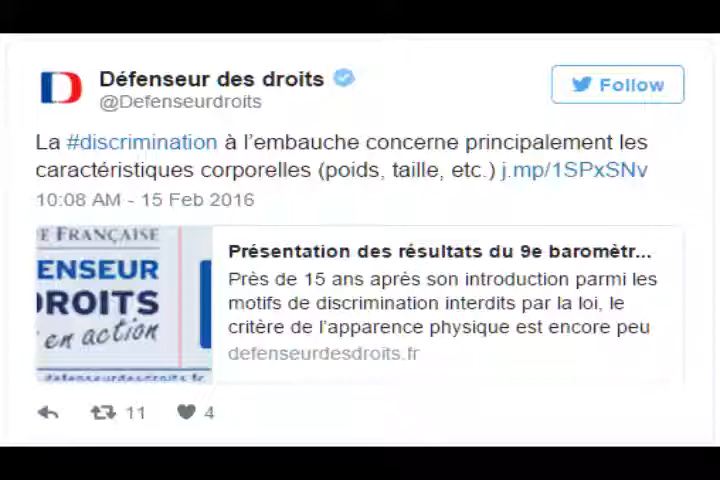 Défenseur des droits
@Defenseurdroits
Follow
La #discrimination à l'embauche concerne principalement les
caractéristiques corporelles (poids, taille, etc.) j.mp/1SPxSNv
10:08 AM - 15 Feb 2016
E FRANÇAISE
ENSEUR
ROITS
en action
defenseurdesdroits.fr
Présentation des résultats du 9e baromètr...
Près de 15 ans après son introduction parmi les
motifs de discrimination interdits par la loi, le
critère de l'apparence physique est encore peu
defenseurdesdroits.fr
11
4